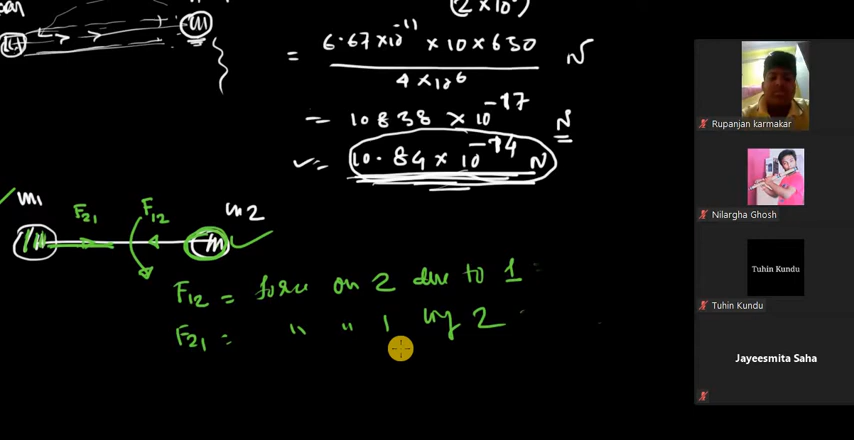 (2 × 10
= 6.67×10⁻¹¹ × 10 × 650 N
4 × 10⁶
= 10838 × 10⁻¹⁷ N
= 10.84 × 10⁻¹⁴ N
m1
F21
F12
m2
m
F12 = force on 2 due to 1
F21 = " " 1 by 2
Rupanjan karmakar
Nilargha Ghosh
Tuhin Kundu
Tuhin Kundu
Jayeesmita Saha